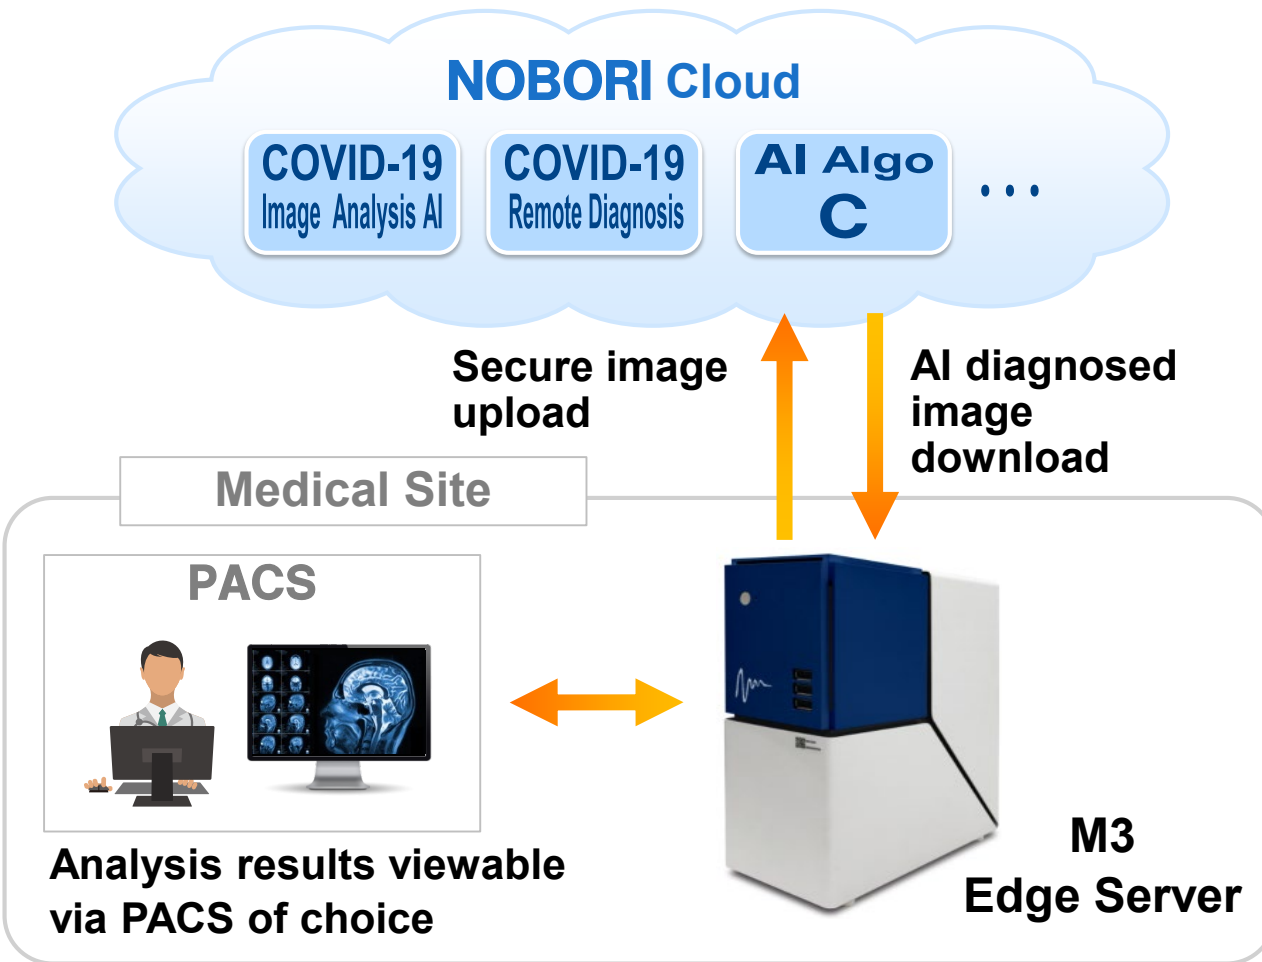 NOBORI Cloud
COVID-19
Image Analysis AI
COVID-19
Remote Diagnosis
AI Algo
C
...
Secure image
upload
AI diagnosed
image
download
Medical Site
PACS
Analysis results viewable
via PACS of choice
M3
Edge Server